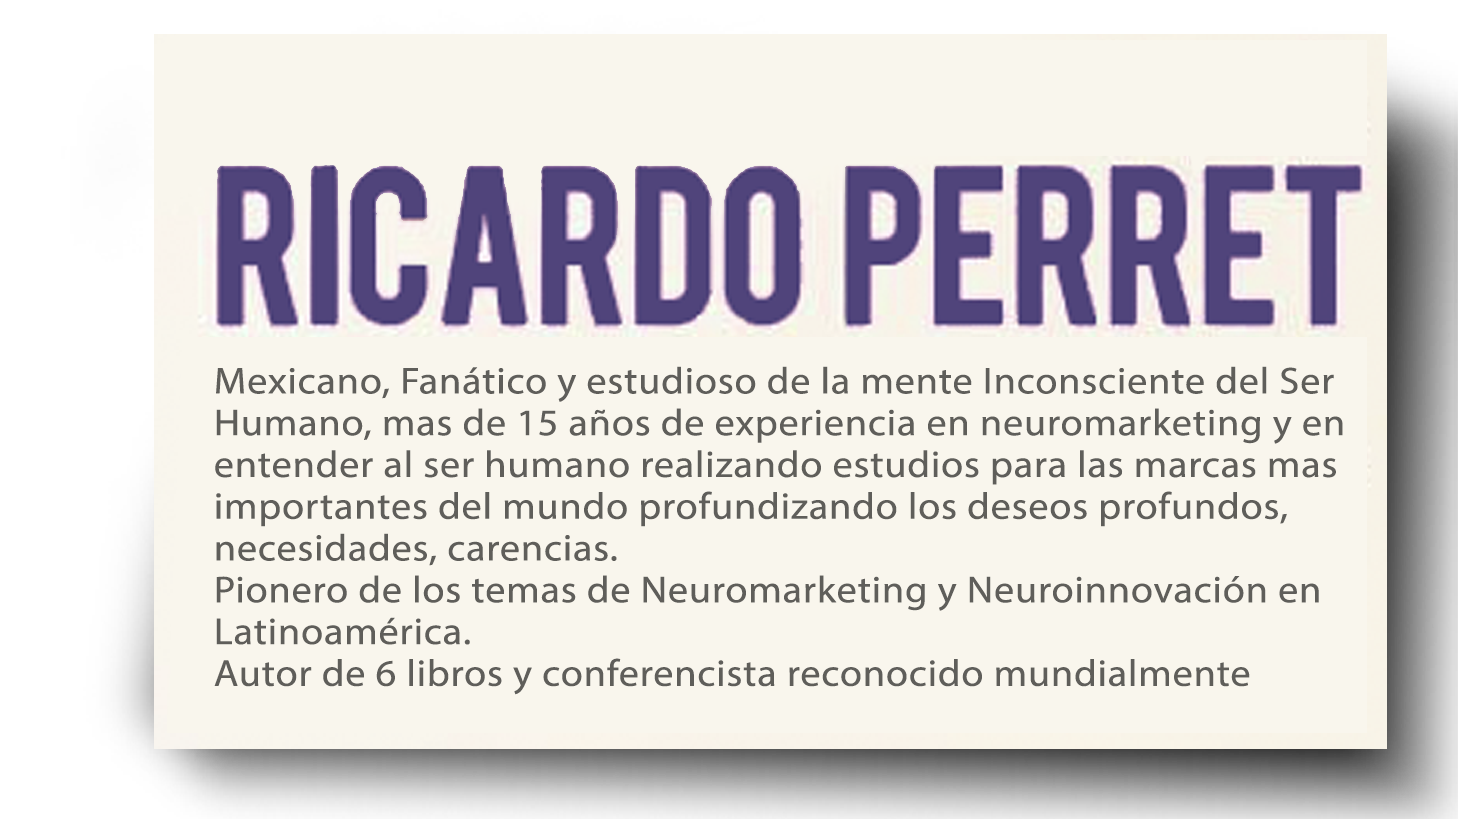 RICARDO PERRET
Mexicano, Fanático y estudioso de la mente Inconsciente del Ser
Humano, mas de 15 años de experiencia en neuromarketing y en
entender al ser humano realizando estudios para las marcas mas
importantes del mundo profundizando los deseos profundos,
necesidades, carencias.
Pionero de los temas de Neuromarketing y Neuroinnovación en
Latinoamérica.
Autor de 6 libros y conferencista reconocido mundialmente